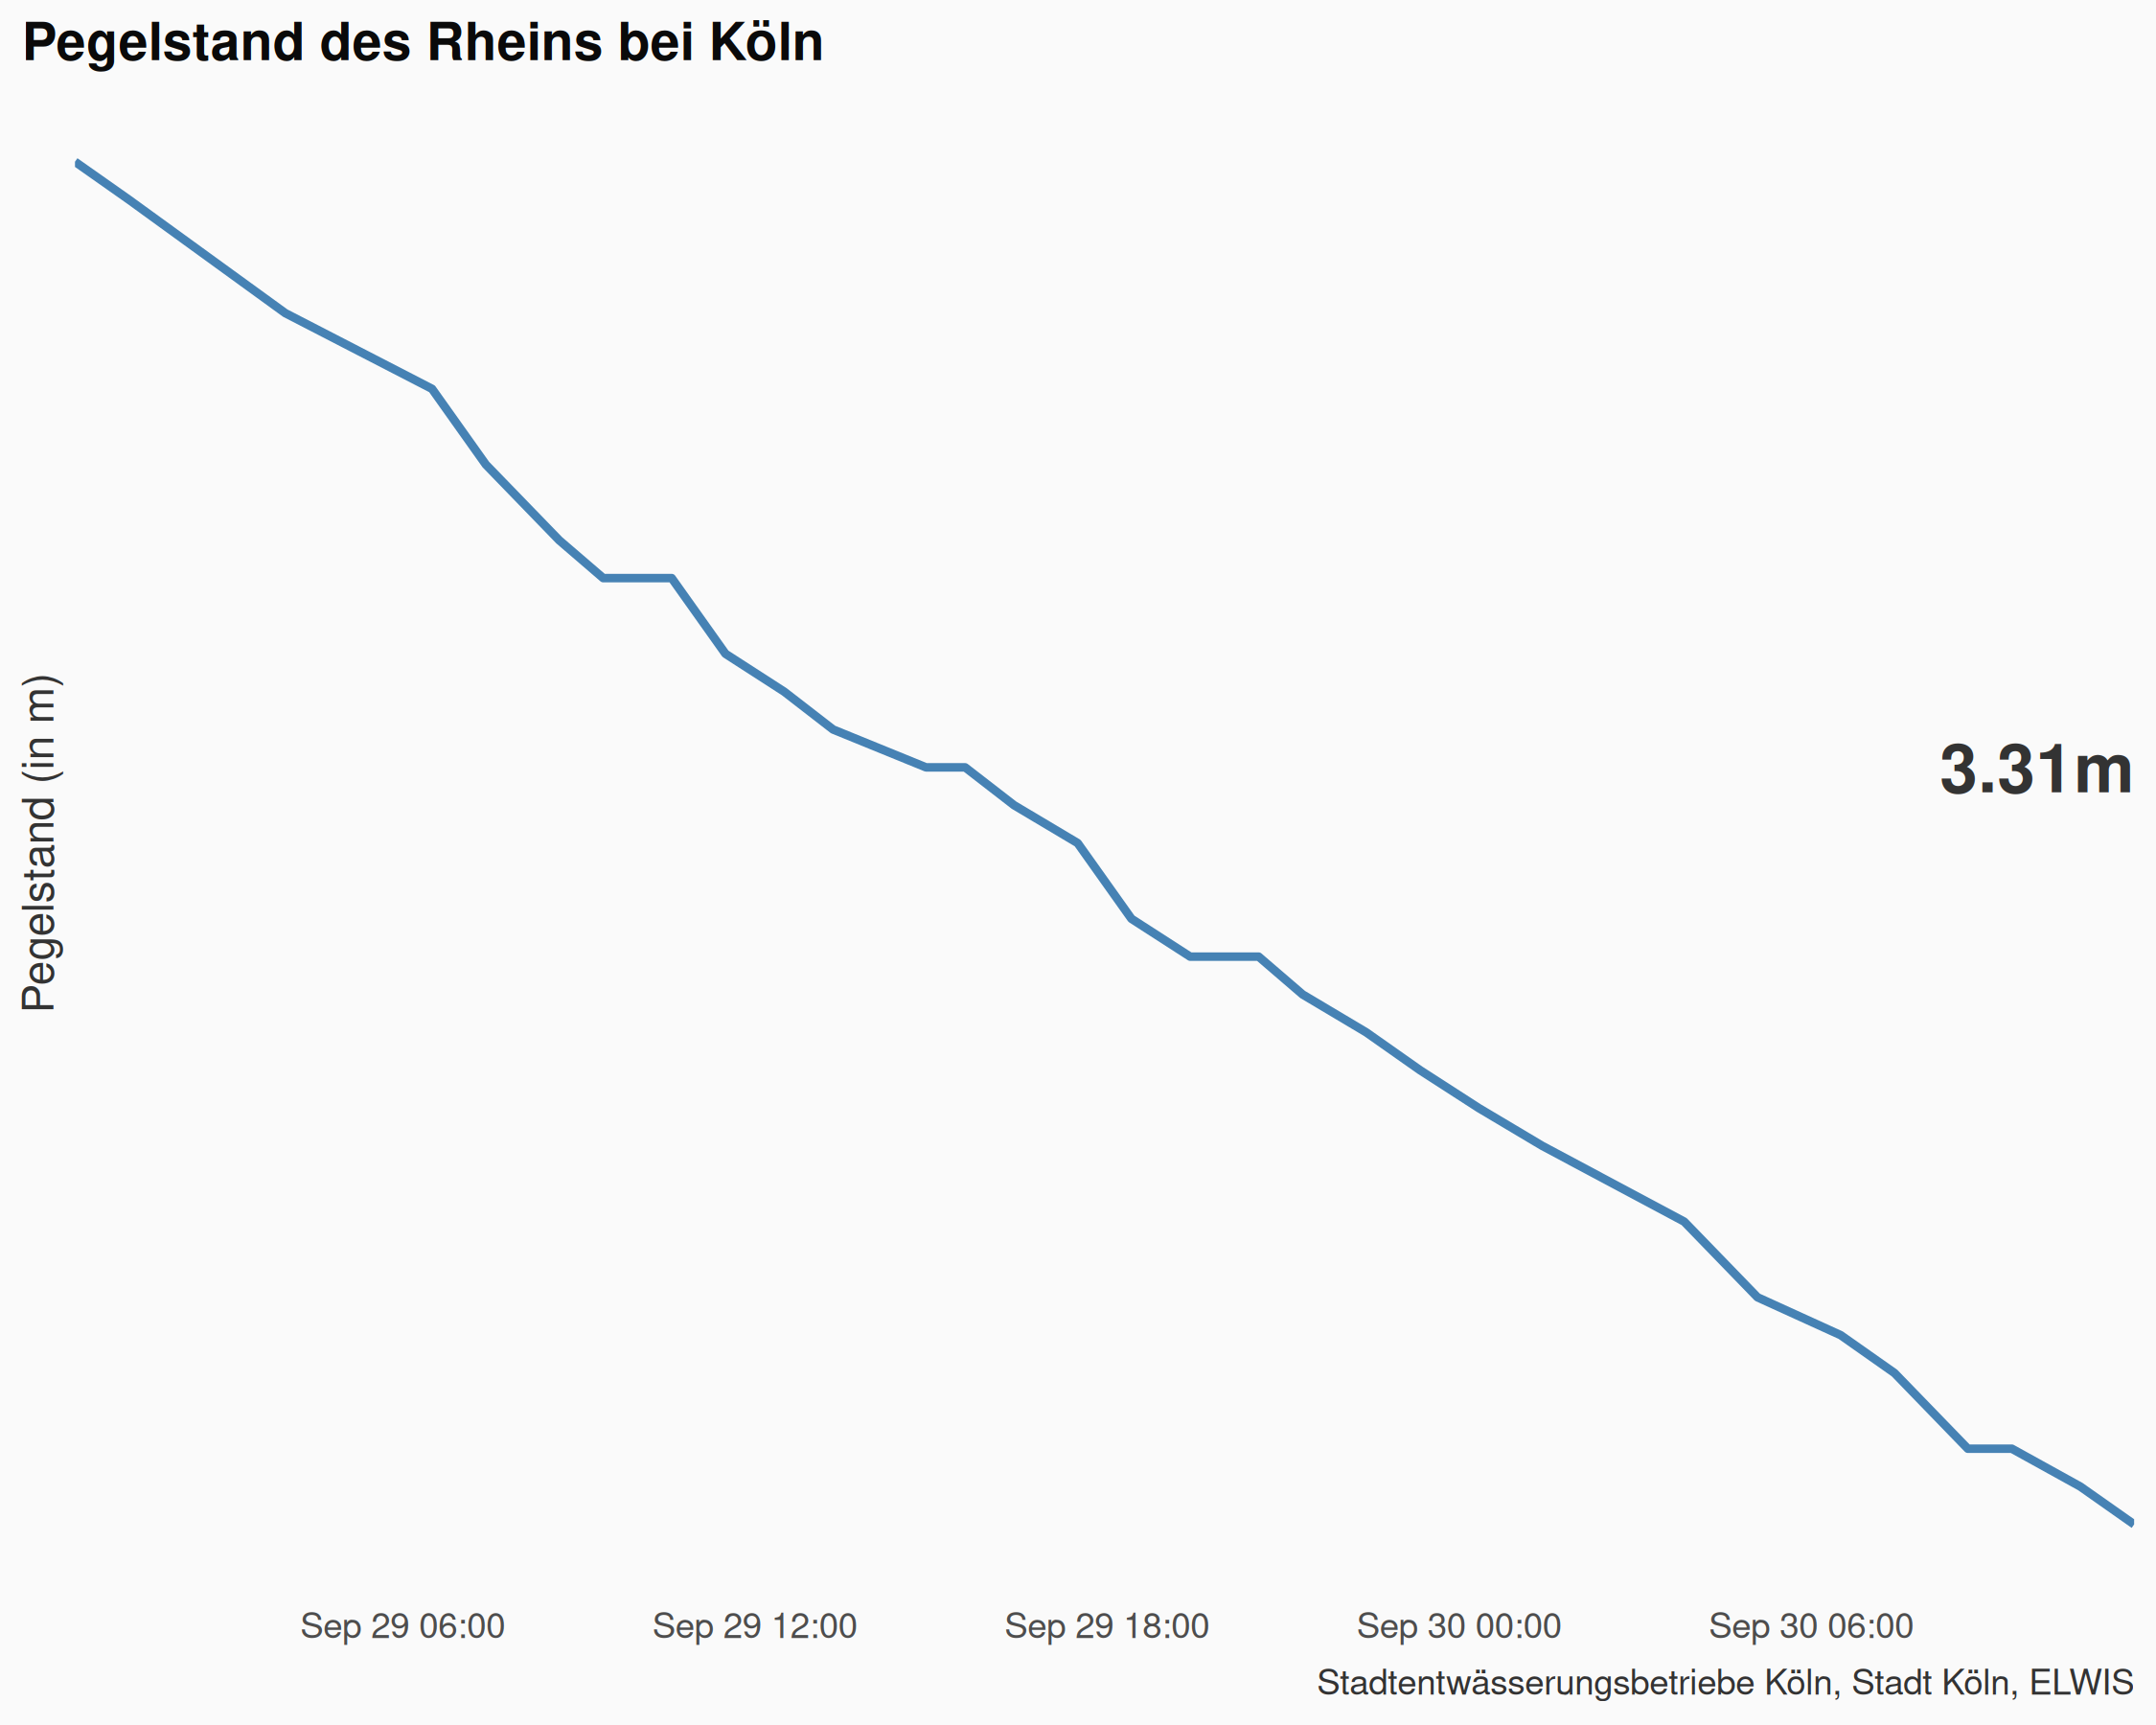 Pegelstand des Rheins bei Köln
Pegelstand (in m)
3.31m
Sep 29 06:00
Sep 29 12:00
Sep 29 18:00
Sep 30 00:00
Sep 30 06:00
Stadtentwässerungsbetriebe Köln, Stadt Köln, ELWIS